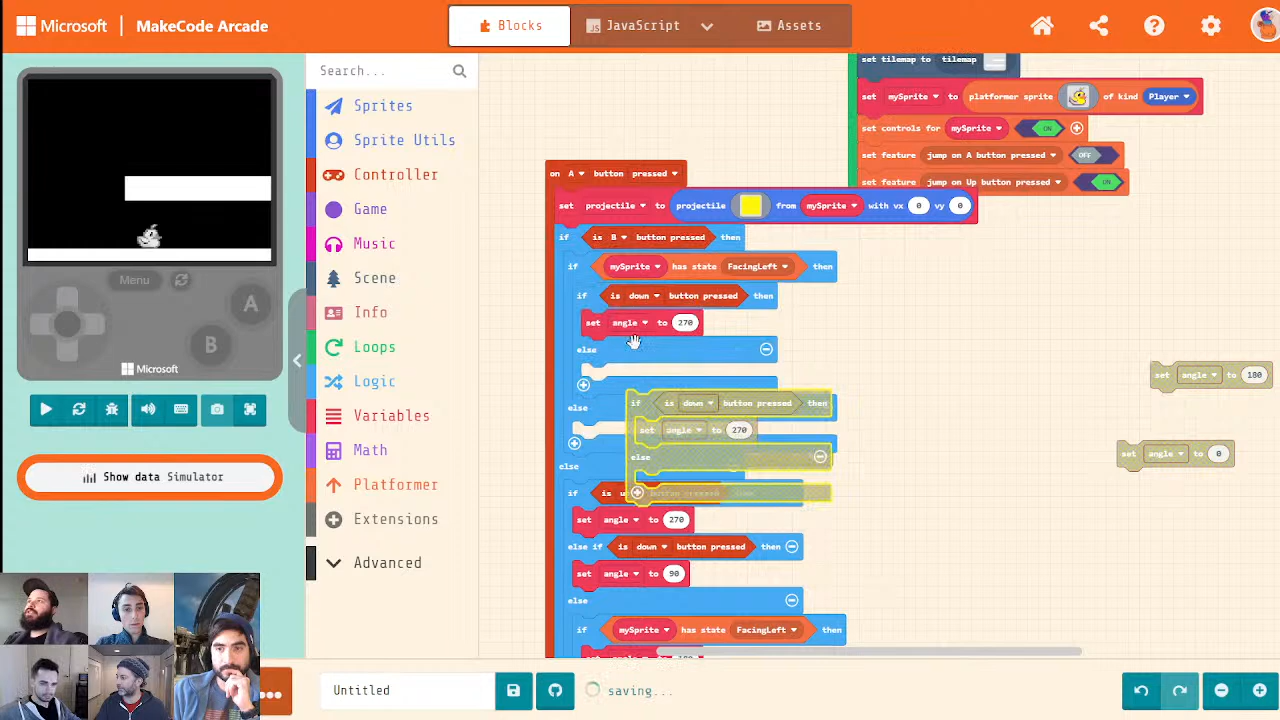 Microsoft | MakeCode Arcade
Blocks
JavaScript
Assets
Search...
Sprites
Sprite Utils
Controller
Game
Music
Scene
Info
Loops
Logic
Variables
Math
Platformer
Extensions
Advanced
Menu
A
B
Microsoft
Show data Simulator
set tilemap to tilemap
set mySprite to platformer sprite of kind Player
set controls for mySprite ON
set feature jump on A button pressed OFF
set feature jump on Up button pressed ON
on A button pressed
set projectile to projectile from mySprite with vx 0 vy 0
if is B button pressed then
if mySprite has state FacingLeft then
if is down button pressed then
set angle to 270
else
else
if is down button pressed then
set angle to 270
else
else
if is button pressed
set angle to 270
else if is down button pressed then
set angle to 90
else
if mySprite has state FacingLeft then
set angle to 180
set angle to 0
Untitled
saving...